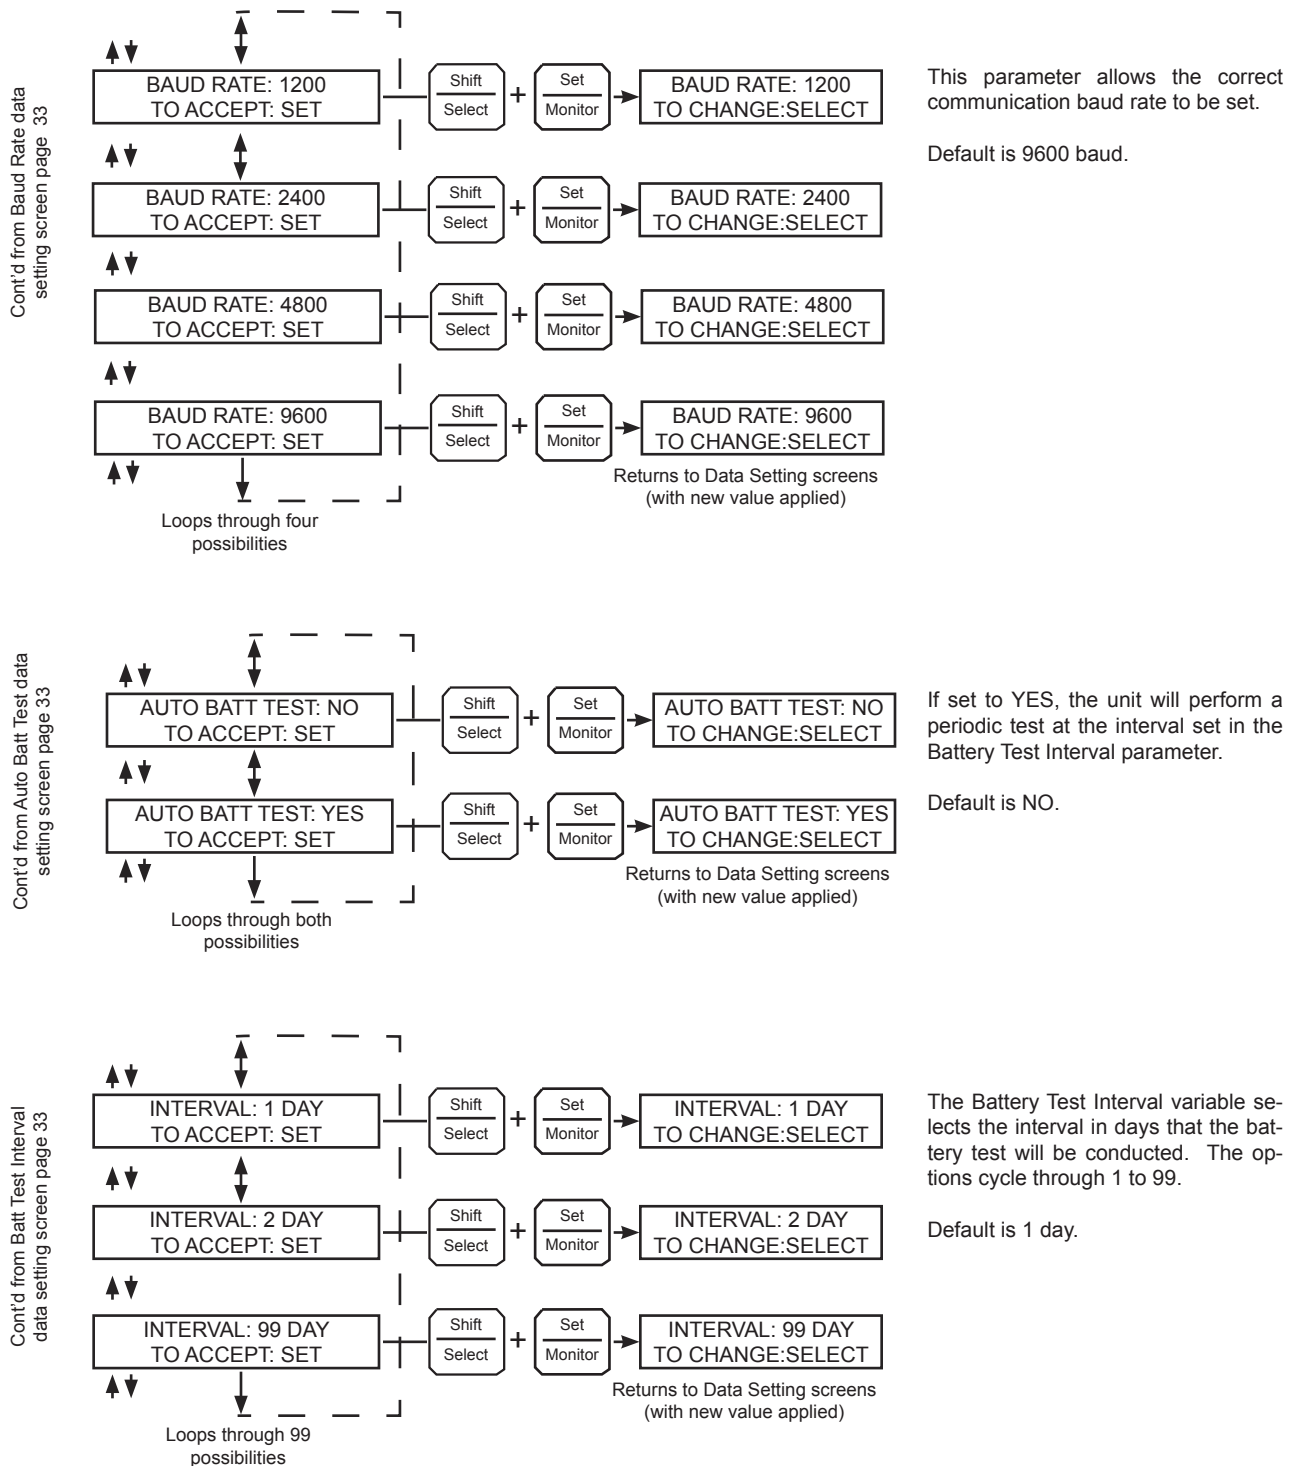 Cont'd from Baud Rate data
setting screen page 33
BAUD RATE: 1200
TO ACCEPT: SET
Shift
Select
+
Set
Monitor
BAUD RATE: 1200
TO CHANGE:SELECT
This parameter allows the correct
communication baud rate to be set.
Default is 9600 baud.
BAUD RATE: 2400
TO ACCEPT: SET
Shift
Select
+
Set
Monitor
BAUD RATE: 2400
TO CHANGE:SELECT
BAUD RATE: 4800
TO ACCEPT: SET
Shift
Select
+
Set
Monitor
BAUD RATE: 4800
TO CHANGE:SELECT
BAUD RATE: 9600
TO ACCEPT: SET
Shift
Select
+
Set
Monitor
BAUD RATE: 9600
TO CHANGE:SELECT
Returns to Data Setting screens
(with new value applied)
Loops through four
possibilities
Cont'd from Auto Batt Test data
setting screen page 33
AUTO BATT TEST: NO
TO ACCEPT: SET
Shift
Select
+
Set
Monitor
AUTO BATT TEST: NO
TO CHANGE:SELECT
If set to YES, the unit will perform a
periodic test at the interval set in the
Battery Test Interval parameter.
Default is NO.
AUTO BATT TEST: YES
TO ACCEPT: SET
Shift
Select
+
Set
Monitor
AUTO BATT TEST: YES
TO CHANGE:SELECT
Returns to Data Setting screens
(with new value applied)
Loops through both
possibilities
Cont'd from Batt Test Interval
data setting screen page 33
INTERVAL: 1 DAY
TO ACCEPT: SET
Shift
Select
+
Set
Monitor
INTERVAL: 1 DAY
TO CHANGE:SELECT
The Battery Test Interval variable se-
lects the interval in days that the bat-
tery test will be conducted. The op-
tions cycle through 1 to 99.
Default is 1 day.
INTERVAL: 2 DAY
TO ACCEPT: SET
Shift
Select
+
Set
Monitor
INTERVAL: 2 DAY
TO CHANGE:SELECT
INTERVAL: 99 DAY
TO ACCEPT: SET
Shift
Select
+
Set
Monitor
INTERVAL: 99 DAY
TO CHANGE:SELECT
Returns to Data Setting screens
(with new value applied)
Loops through 99
possibilities